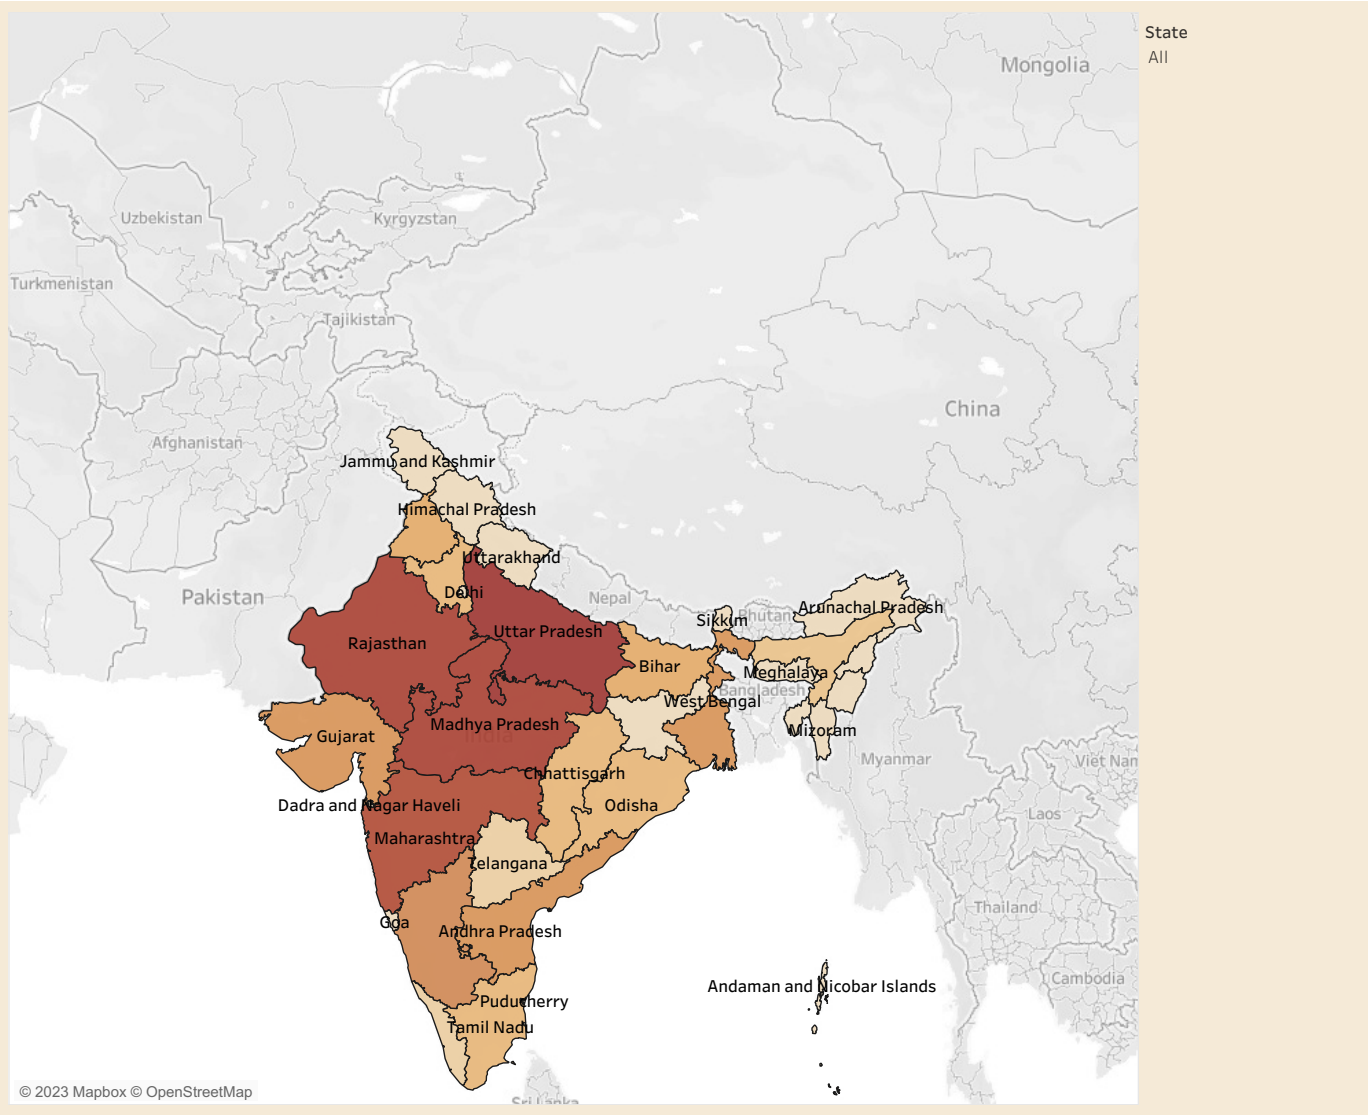 State
All
Mongolia
Uzbekistan
Kyrgyzstan
Turkmenistan
Tajikistan
China
Afghanistan
Jammu and Kashmir
Himachal Pradesh
Uttarakhand
Pakistan
Delhi
Nepal
Arunachal Pradesh
Bhutan
Sikkim
Uttar Pradesh
Rajasthan
Bihar
Meghalaya
Bangladesh
West Bengal
Madhya Pradesh
India
Mizoram
Gujarat
Myanmar
Viet Nam
Chhattisgarh
Dadra and Nagar Haveli
Odisha
Laos
Maharashtra
Telangana
Thailand
Goa
Andhra Pradesh
Cambodia
Andaman and Nicobar Islands
Puducherry
Tamil Nadu
© 2023 Mapbox © OpenStreetMap
Sri Lanka